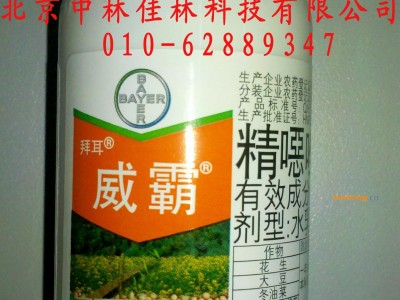 北京中林佳林科技有限公司
010-62889347
BAYER
BAYER
拜耳®
威霸®
生产企业农药
分装企业农药
产品标准号
生产批准证号
精噁
有效成分
剂型:水
作物
花生
大豆
冬油菜